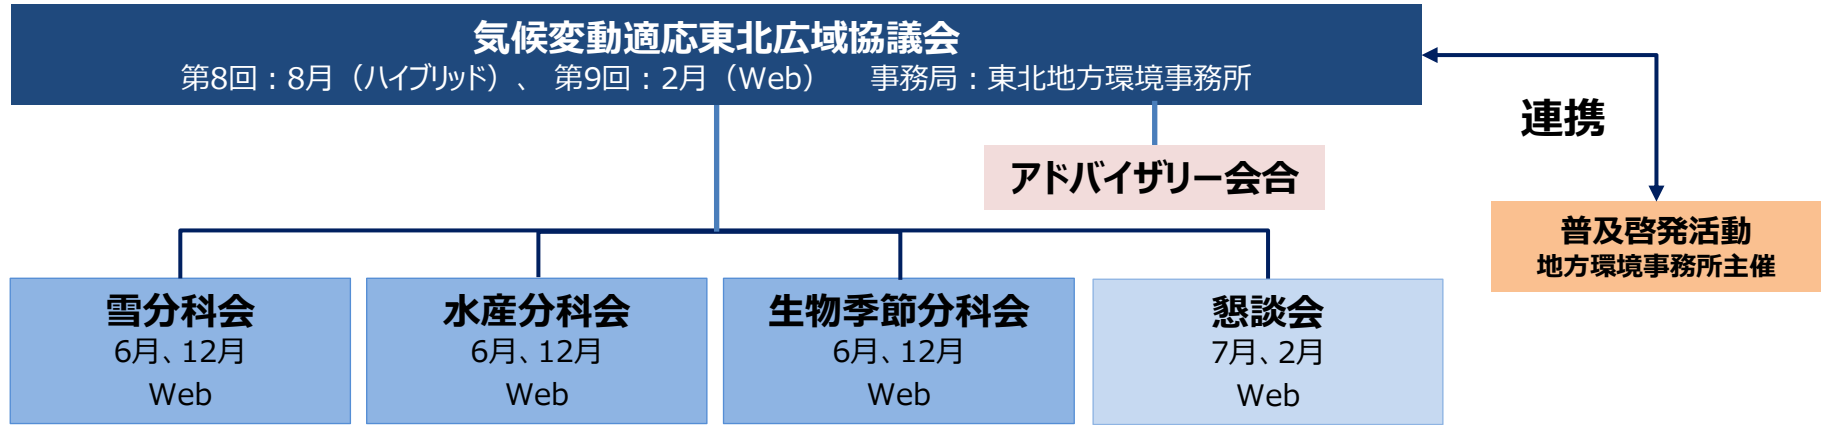 気候変動適応東北広域協議会
第8回：8月（ハイブリッド）、 第9回：2月（Web）　事務局：東北地方環境事務所
連携
アドバイザリー会合
普及啓発活動
地方環境事務所主催
雪分科会
6月、12月
Web
水産分科会
6月、12月
Web
生物季節分科会
6月、12月
Web
懇談会
7月、2月
Web